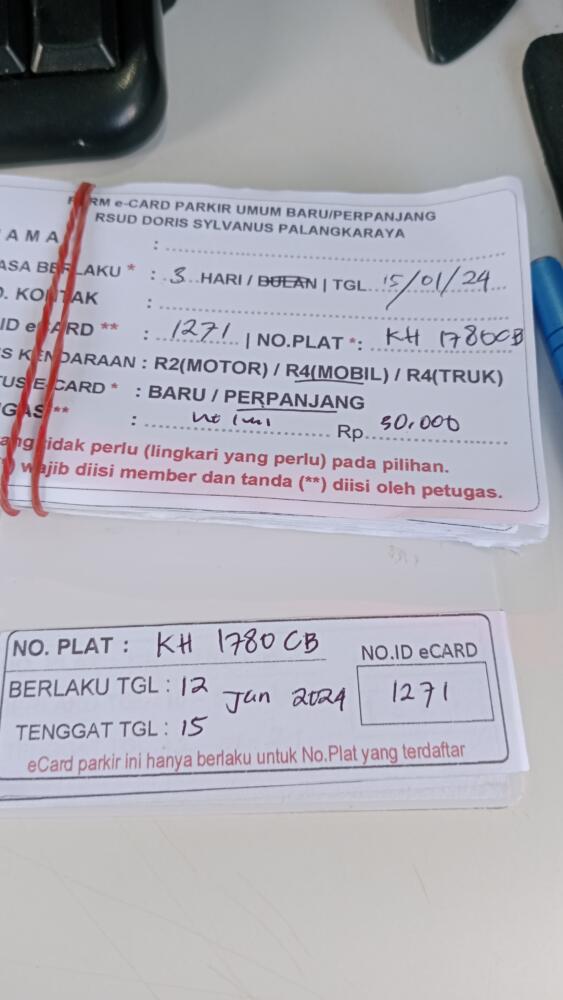 RM e-CARD PARKIR UMUM BARU/PERPANJANG
RSUD DORIS SYLVANUS PALANGKARAYA
AMA :
ASA BERLAKU * : 3 HARI / BULAN | TGL 15/01/24
KONTAK :
ID eCARD ** : 1271 | NO.PLAT *: KH 1780CB
S KENDARAAN : R2(MOTOR) / R4(MOBIL) / R4(TRUK)
TUS E-CARD * : BARU / PERPANJANG
GAS ** : Rp. 30.000
ang tidak perlu (lingkari yang perlu) pada pilihan.
wajib diisi member dan tanda (**) diisi oleh petugas.
NO. PLAT : KH 1780 CB
NO.ID eCARD
BERLAKU TGL : 12 Jan 2024
1271
TENGGAT TGL : 15
eCard parkir ini hanya berlaku untuk No.Plat yang terdaftar